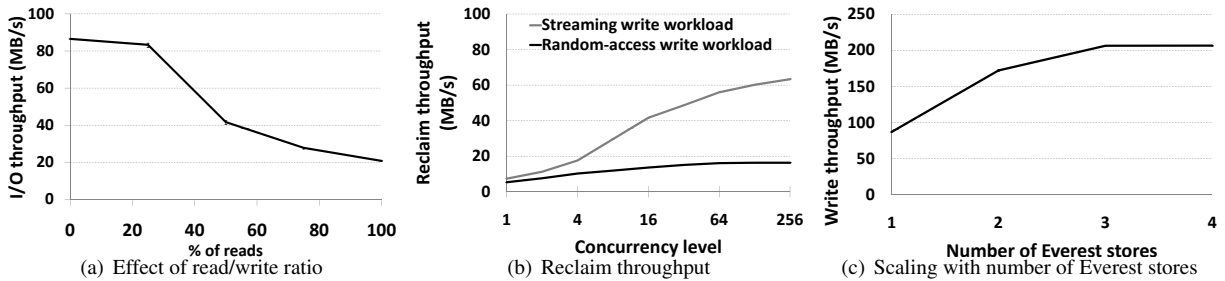 I/O throughput (MB/s)
100
80
60
40
20
0
0 20 40 60 80 100
% of reads
(a) Effect of read/write ratio
Reclaim throughput
(MB/s)
100
80
60
40
20
0
Streaming write workload
Random-access write workload
1 4 16 64 256
Concurrency level
(b) Reclaim throughput
Write throughput (MB/s)
250
200
150
100
50
0
1 2 3 4
Number of Everest stores
(c) Scaling with number of Everest stores